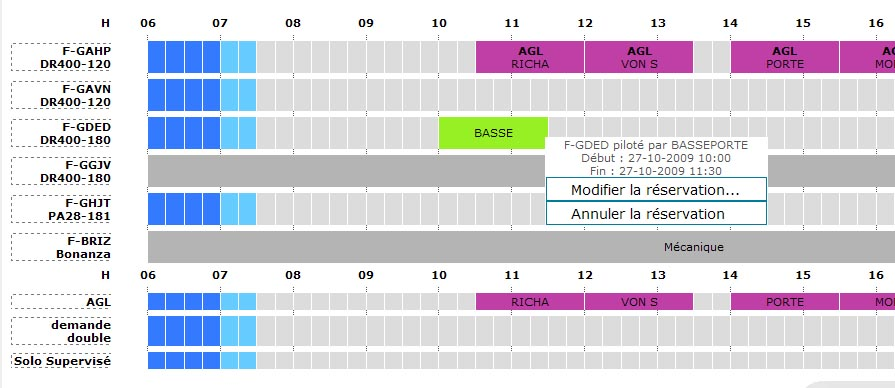 H 06 07 08 09 10 11 12 13 14 15 16
F-GAHP
DR400-120
AGL AGL AGL AG
RICHA VON S PORTE MO
F-GAVN
DR400-120
F-GDED
DR400-180
BASSE
F-GDED piloté par BASSEPORTE
Début : 27-10-2009 10:00
Fin : 27-10-2009 11:30
Modifier la réservation...
Annuler la réservation
F-GGJV
DR400-180
F-GHJT
PA28-181
F-BRIZ
Bonanza
Mécanique
H 06 07 08 09 10 11 12 13 14 15 16
AGL RICHA VON S PORTE MO
demande
double
Solo Supervisé